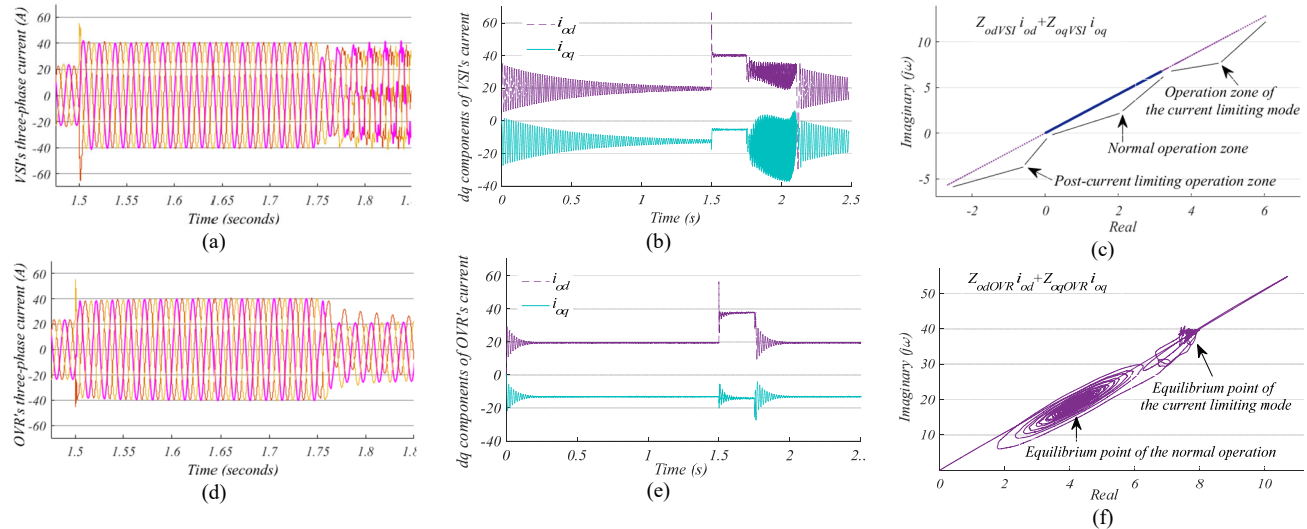 VSI's three-phase current (A)
60
40
20
0
-20
-40
-60
1.5
1.55
1.6
1.65
1.7
1.75
1.8
Time (seconds)
(a)
dq components of VSI's current
60
40
20
0
-20
-40
i_od
i_oq
0
0.5
1
1.5
2
2.5
Time (s)
(b)
Z_odVSI i_od+Z_oqVSI i_oq
Imaginary (jω)
10
5
0
-5
-2
0
2
4
6
Real
Operation zone of
the current limiting mode
Normal operation zone
Post-current limiting operation zone
(c)
OVR's three-phase current (A)
60
40
20
0
-20
-40
-60
1.5
1.55
1.6
1.65
1.7
1.75
1.8
Time (seconds)
(d)
dq components of OVR's current
60
40
20
0
-20
-40
i_od
i_oq
0
0.5
1
1.5
2
2..
Time (s)
(e)
Z_odOVR i_od+Z_oqOVR i_oq
Imaginary (jω)
50
40
30
20
10
0
2
4
6
8
10
Real
Equilibrium point of
the current limiting mode
Equilibrium point of the normal operation
(f)